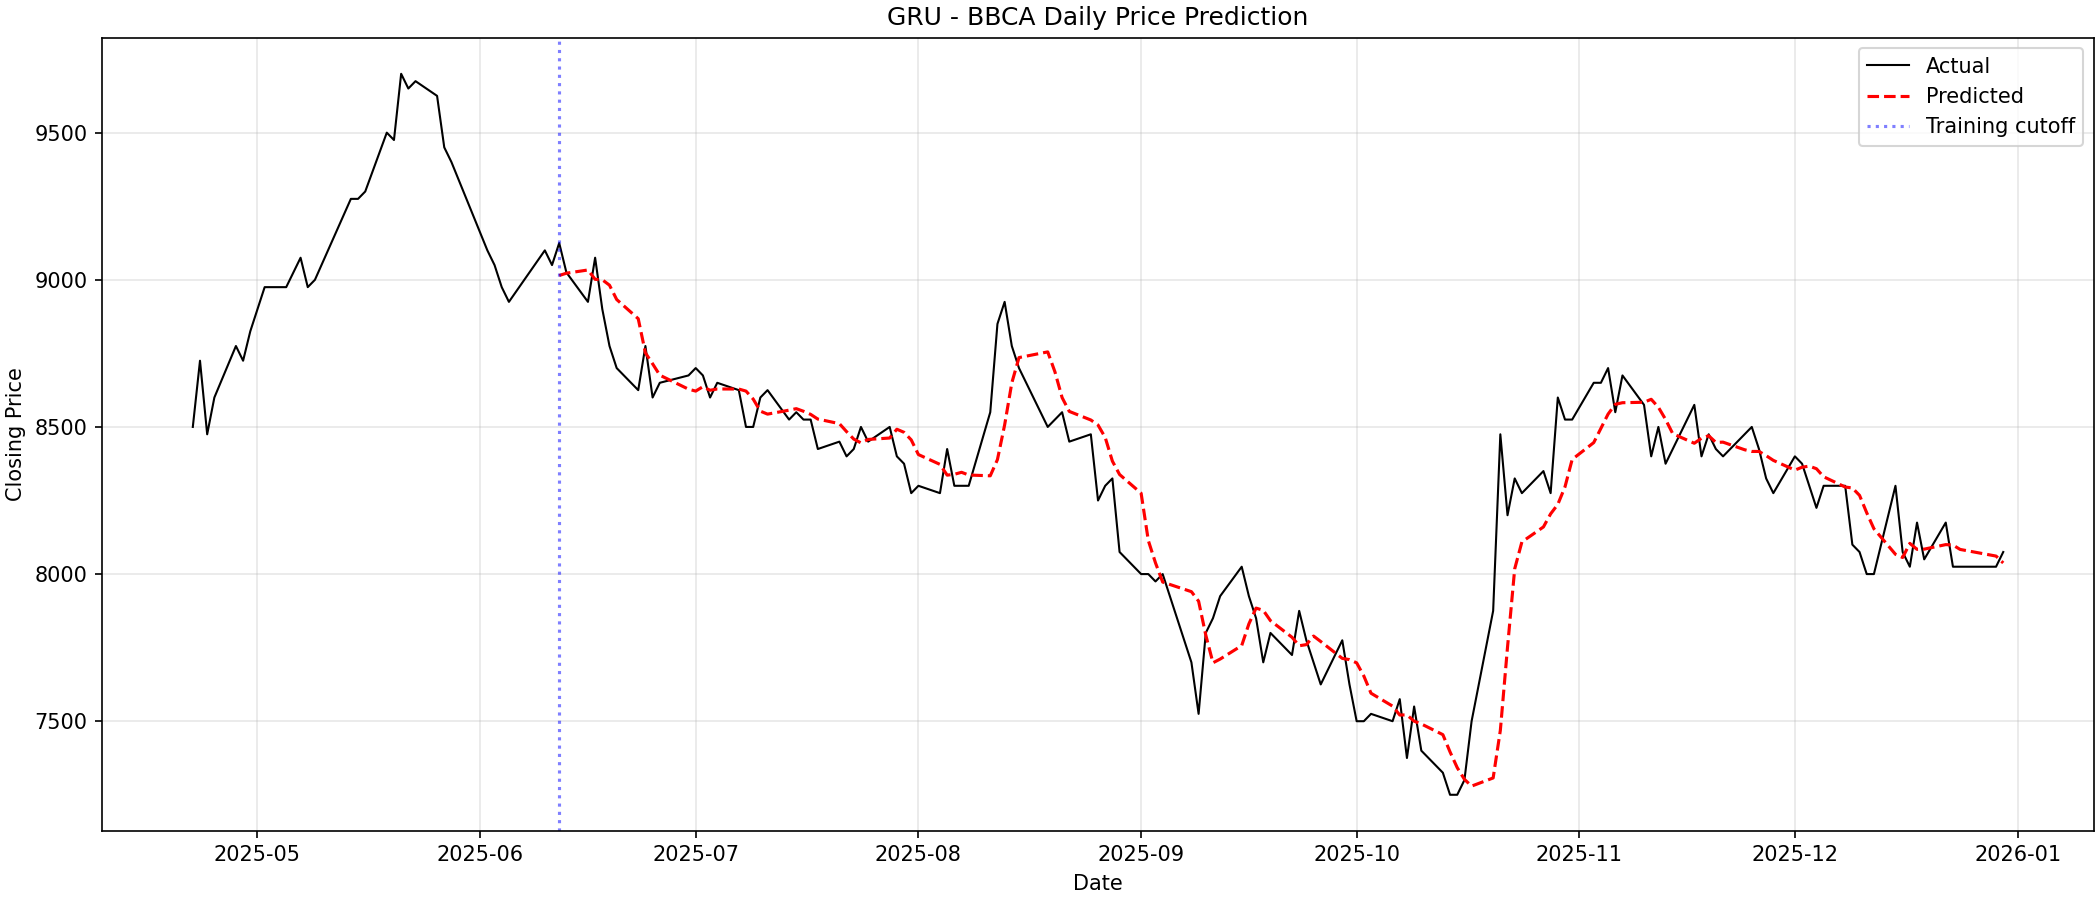 GRU - BBCA Daily Price Prediction
Actual
Predicted
Training cutoff
Closing Price
9500
9000
8500
8000
7500
2025-05
2025-06
2025-07
2025-08
2025-09
2025-10
2025-11
2025-12
2026-01
Date